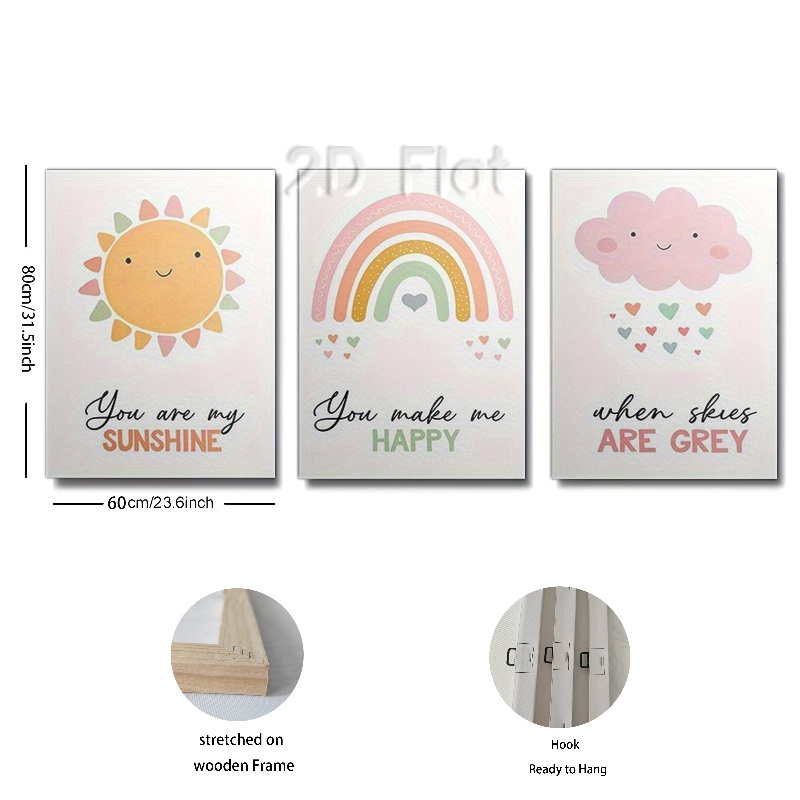 2D Flat
You are my
SUNSHINE
You make me
HAPPY
when skies
ARE GREY
80cm/31.5inch
60cm/23.6inch
stretched on
wooden Frame
Hook
Ready to Hang